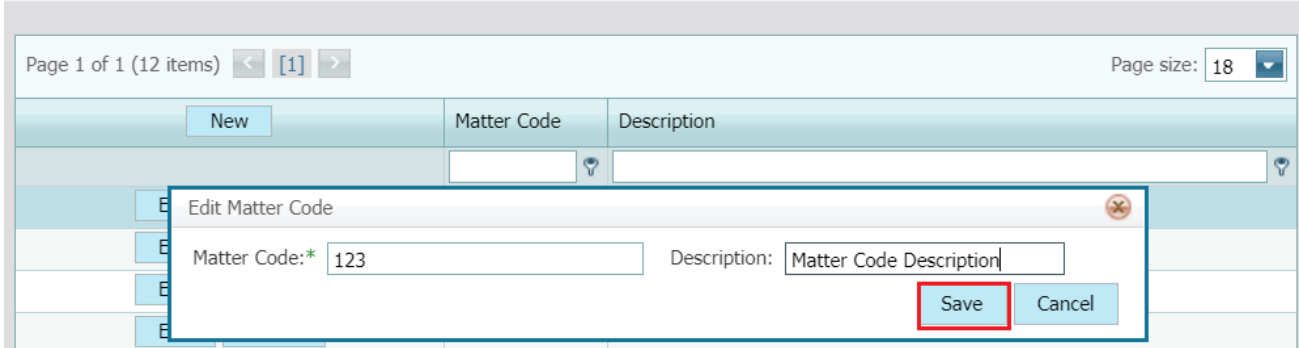 Page 1 of 1 (12 items) < [1] > Page size: 18
New Matter Code Description
Edit Matter Code
Matter Code:* 123 Description: Matter Code Description
Save Cancel